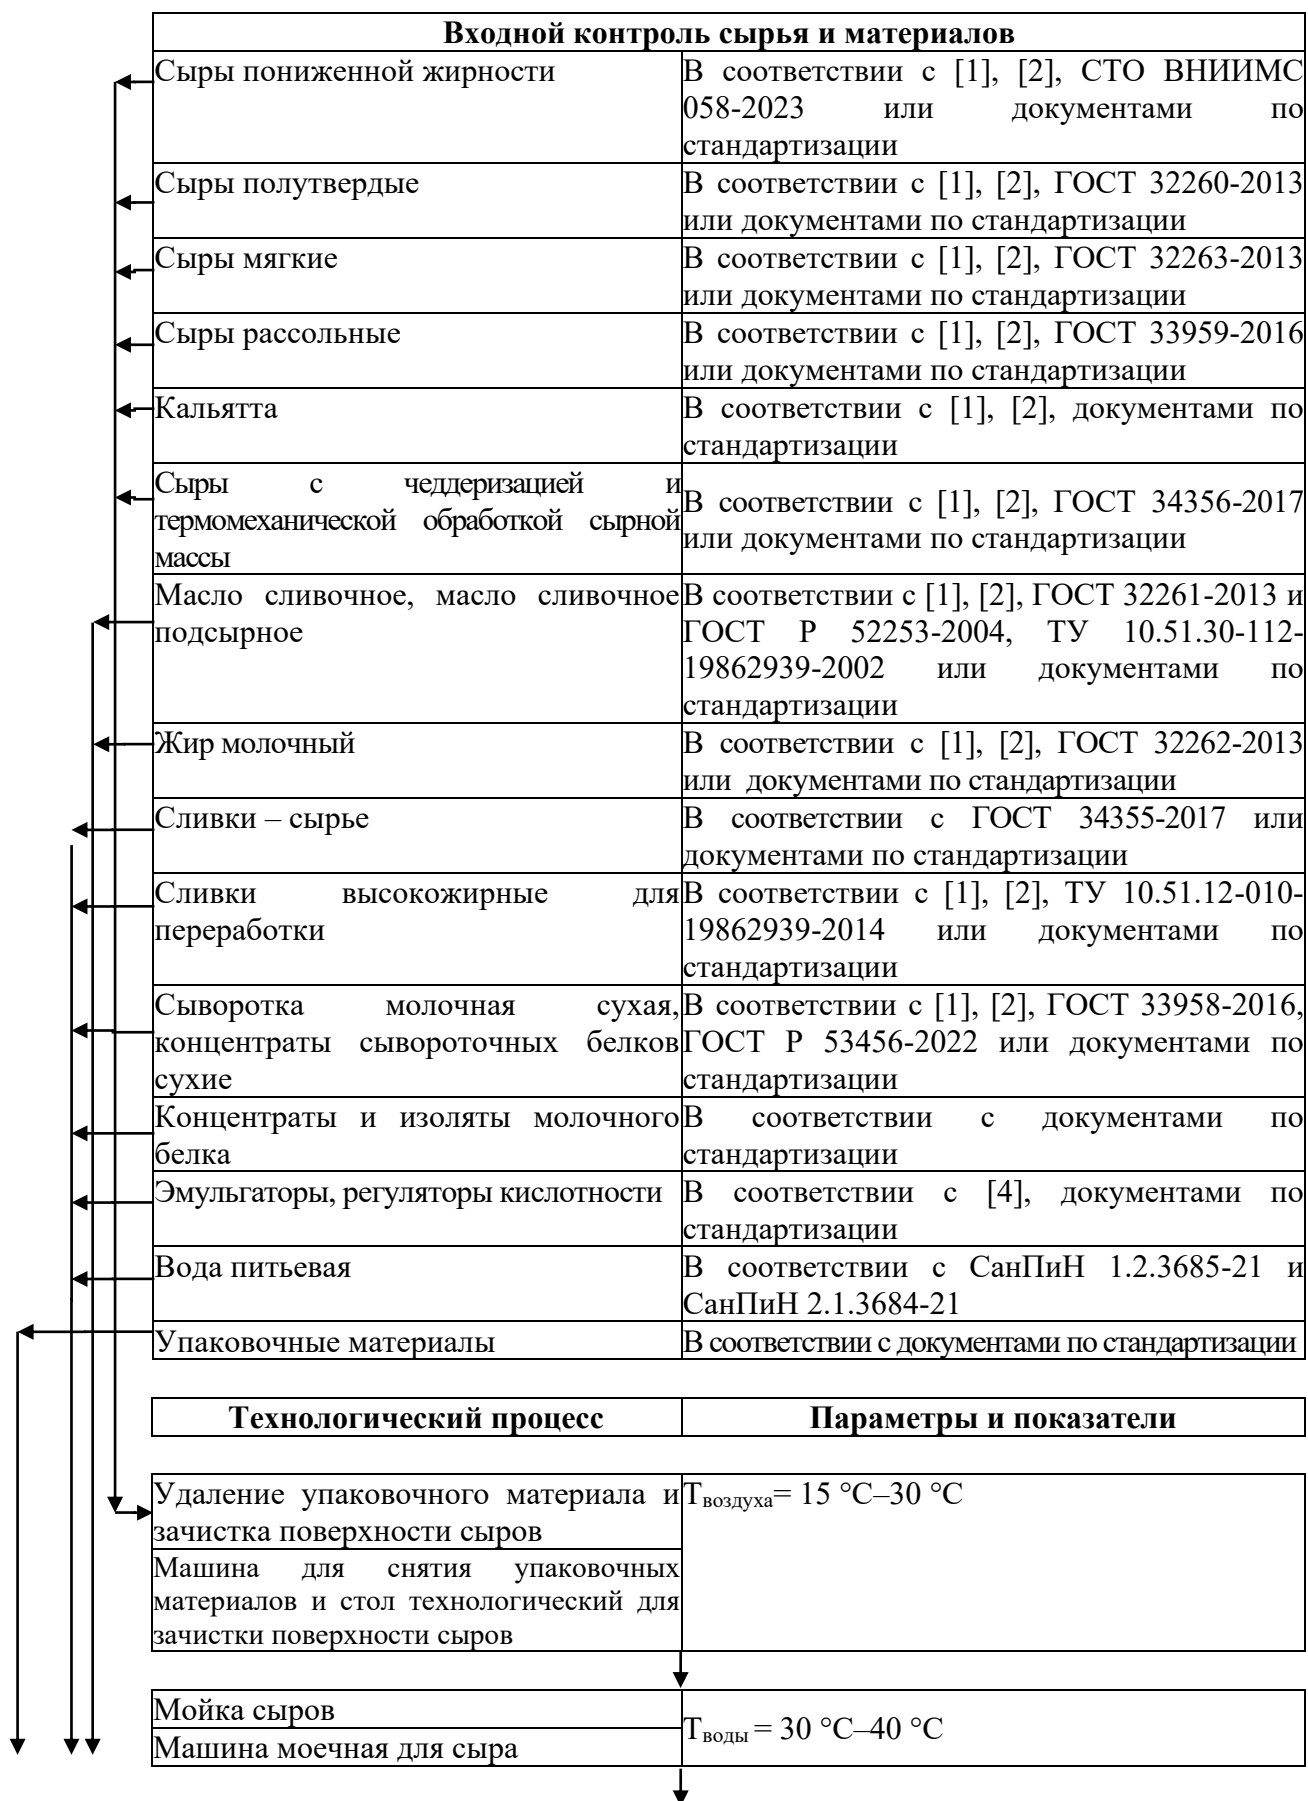 Входной контроль сырья и материалов
Сыры пониженной жирности
В соответствии с [1], [2], СТО ВНИИМС
058-2023 или документами по
стандартизации
Сыры полутвердые
В соответствии с [1], [2], ГОСТ 32260-2013
или документами по стандартизации
Сыры мягкие
В соответствии с [1], [2], ГОСТ 32263-2013
или документами по стандартизации
Сыры рассольные
В соответствии с [1], [2], ГОСТ 33959-2016
или документами по стандартизации
Кальятта
В соответствии с [1], [2], документами по
стандартизации
Сыры с чеддеризацией и
термомеханической обработкой сырной
массы
В соответствии с [1], [2], ГОСТ 34356-2017
или документами по стандартизации
Масло сливочное, масло сливочное
подсырное
В соответствии с [1], [2], ГОСТ 32261-2013 и
ГОСТ Р 52253-2004, ТУ 10.51.30-112-
19862939-2002 или документами по
стандартизации
Жир молочный
В соответствии с [1], [2], ГОСТ 32262-2013
или документами по стандартизации
Сливки – сырье
В соответствии с ГОСТ 34355-2017 или
документами по стандартизации
Сливки высокожирные для
переработки
В соответствии с [1], [2], ТУ 10.51.12-010-
19862939-2014 или документами по
стандартизации
Сыворотка молочная сухая,
концентраты сывороточных белков
сухие
В соответствии с [1], [2], ГОСТ 33958-2016,
ГОСТ Р 53456-2022 или документами по
стандартизации
Концентраты и изоляты молочного
белка
В соответствии с документами по
стандартизации
Эмульгаторы, регуляторы кислотности
В соответствии с [4], документами по
стандартизации
Вода питьевая
В соответствии с СанПиН 1.2.3685-21 и
СанПиН 2.1.3684-21
Упаковочные материалы
В соответствии с документами по стандартизации
Технологический процесс
Параметры и показатели
Удаление упаковочного материала и
зачистка поверхности сыров
Tвоздуха= 15 °С–30 °С
Машина для снятия упаковочных
материалов и стол технологический для
зачистки поверхности сыров
Мойка сыров
Tводы = 30 °С–40 °С
Машина моечная для сыра